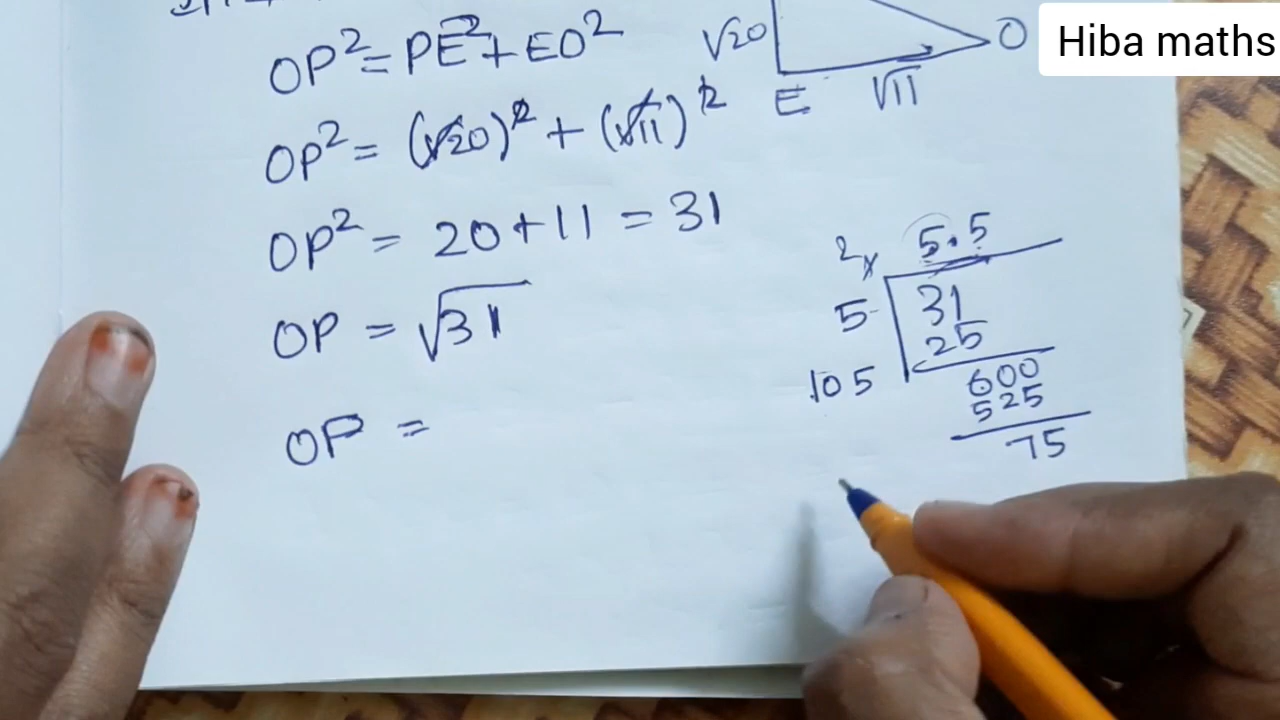 Hiba maths
OP² = PE² + EO²
√20
O
E
√11
OP² = (√20)² + (√11)²
OP² = 20 + 11 = 31
OP = √31
OP =
2x 5.5
5 31
25
105 600
525
75